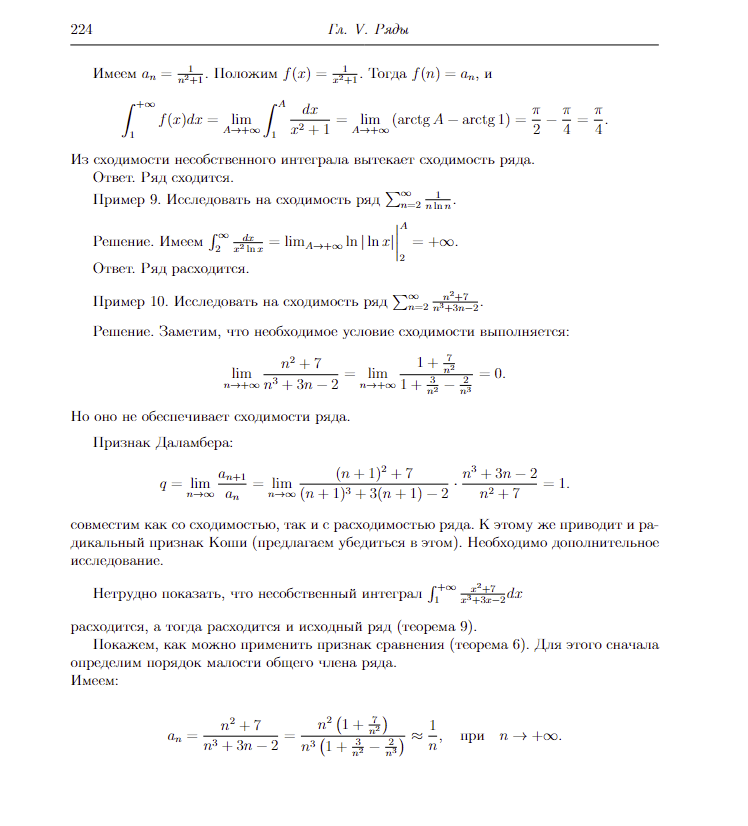 224 Гл. V. Ряды
Имеем $a_n = \frac{1}{n^2+1}$. Положим $f(x) = \frac{1}{x^2+1}$. Тогда $f(n) = a_n$, и
$$\int_1^{+\infty} f(x)dx = \lim_{A \to +\infty} \int_1^A \frac{dx}{x^2+1} = \lim_{A \to +\infty} (\operatorname{arctg} A - \operatorname{arctg} 1) = \frac{\pi}{2} - \frac{\pi}{4} = \frac{\pi}{4}.$$
Из сходимости несобственного интеграла вытекает сходимость ряда.
Ответ. Ряд сходится.
Пример 9. Исследовать на сходимость ряд $\sum_{n=2}^{\infty} \frac{1}{n \ln n}$.
Решение. Имеем $\int_2^{\infty} \frac{dx}{x^2 \ln x} = \lim_{A \to +\infty} \ln |\ln x| \Big|_2^A = +\infty.$
Ответ. Ряд расходится.
Пример 10. Исследовать на сходимость ряд $\sum_{n=2}^{\infty} \frac{n^2+7}{n^3+3n-2}$.
Решение. Заметим, что необходимое условие сходимости выполняется:
$$\lim_{n \to +\infty} \frac{n^2+7}{n^3+3n-2} = \lim_{n \to +\infty} \frac{1+\frac{7}{n^2}}{1+\frac{3}{n^2}-\frac{2}{n^3}} = 0.$$
Но оно не обеспечивает сходимости ряда.
Признак Даламбера:
$$q = \lim_{n \to \infty} \frac{a_{n+1}}{a_n} = \lim_{n \to \infty} \frac{(n+1)^2+7}{(n+1)^3+3(n+1)-2} \cdot \frac{n^3+3n-2}{n^2+7} = 1.$$
совместим как со сходимостью, так и с расходимостью ряда. К этому же приводит и ра-
дикальный признак Коши (предлагаем убедиться в этом). Необходимо дополнительное
исследование.
Нетрудно показать, что несобственный интеграл $\int_1^{+\infty} \frac{x^2+7}{x^3+3x-2}dx$
расходится, а тогда расходится и исходный ряд (теорема 9).
Покажем, как можно применить признак сравнения (теорема 6). Для этого сначала
определим порядок малости общего члена ряда.
Имеем:
$$a_n = \frac{n^2+7}{n^3+3n-2} = \frac{n^2\left(1+\frac{7}{n^2}\right)}{n^3\left(1+\frac{3}{n^2}-\frac{2}{n^3}\right)} \approx \frac{1}{n}, \quad \text{при} \quad n \to +\infty.$$